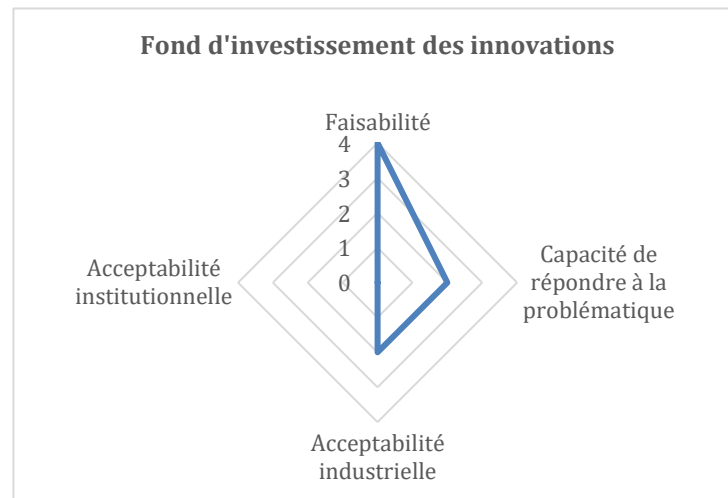 Fond d'investissement des innovations
Faisabilité
4
3
2
1
0
Capacité de
répondre à la
problématique
Acceptabilité
institutionnelle
Acceptabilité
industrielle